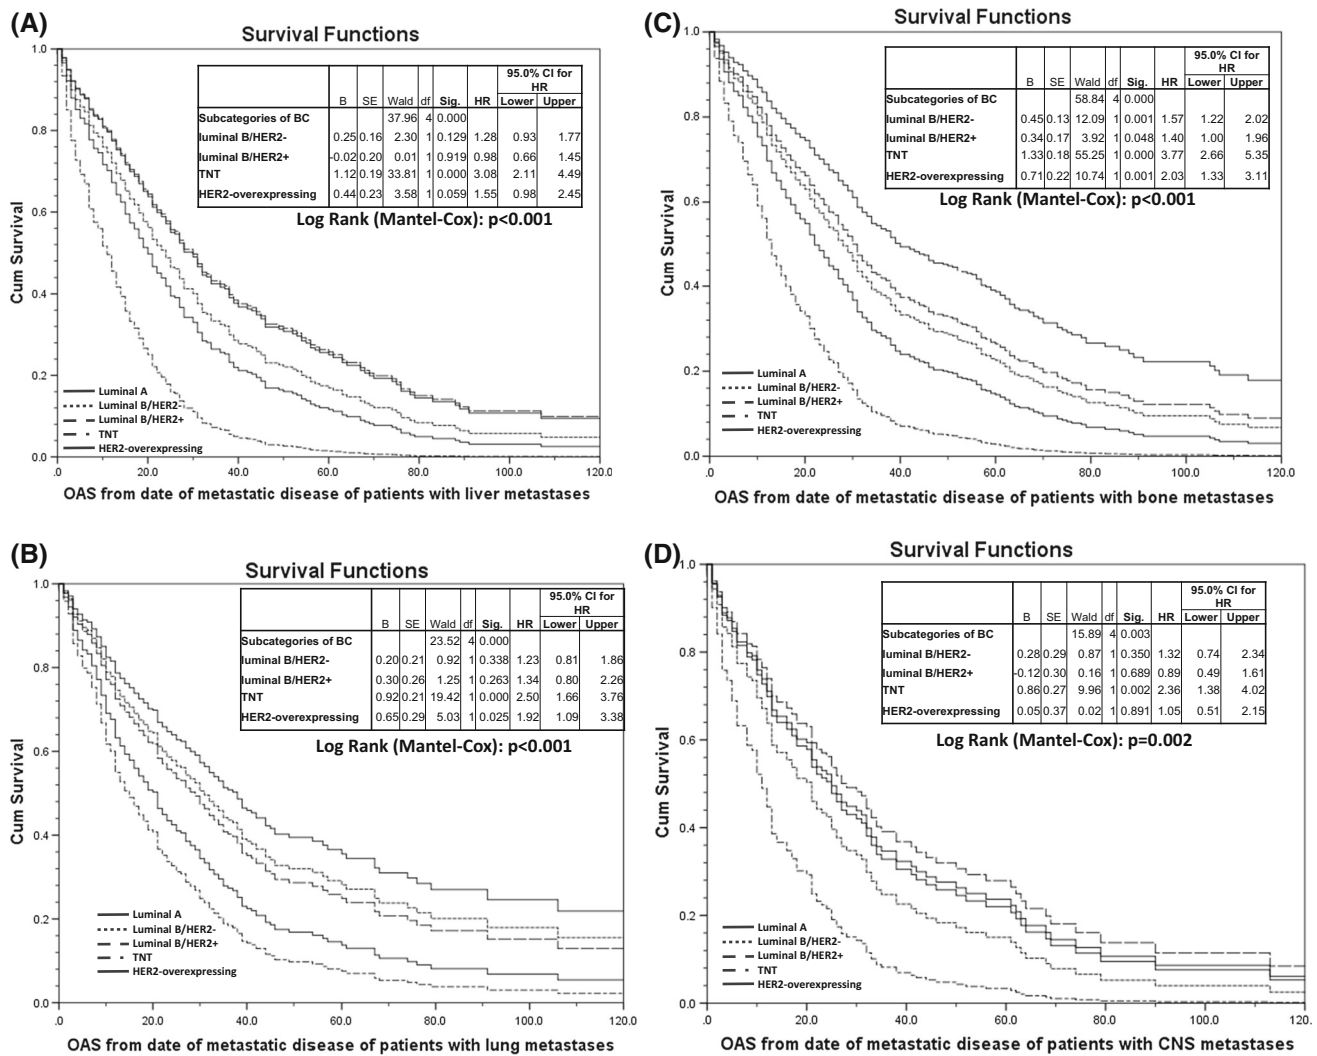 (A)
Survival Functions
95.0% CI for
HR
B SE Wald df Sig. HR Lower Upper
Subcategories of BC 37.96 4 0.000
luminal B/HER2- 0.25 0.16 2.30 1 0.129 1.28 0.93 1.77
luminal B/HER2+ -0.02 0.20 0.01 1 0.919 0.98 0.66 1.45
TNT 1.12 0.19 33.81 1 0.000 3.08 2.11 4.49
HER2-overexpressing 0.44 0.23 3.58 1 0.059 1.55 0.98 2.45
Log Rank (Mantel-Cox): p<0.001
Cum Survival
1.0
0.8
0.6
0.4
0.2
0.0
Luminal A
Luminal B/HER2-
Luminal B/HER2+
TNT
HER2-overexpressing
.0 20.0 40.0 60.0 80.0 100.0 120.0
OAS from date of metastatic disease of patients with liver metastases
(C)
Survival Functions
95.0% CI for
HR
B SE Wald df Sig. HR Lower Upper
Subcategories of BC 58.84 4 0.000
luminal B/HER2- 0.45 0.13 12.09 1 0.001 1.57 1.22 2.02
luminal B/HER2+ 0.34 0.17 3.92 1 0.048 1.40 1.00 1.96
TNT 1.33 0.18 55.25 1 0.000 3.77 2.66 5.35
HER2-overexpressing 0.71 0.22 10.74 1 0.001 2.03 1.33 3.11
Log Rank (Mantel-Cox): p<0.001
Cum Survival
1.0
0.8
0.6
0.4
0.2
0.0
Luminal A
Luminal B/HER2-
Luminal B/HER2+
TNT
HER2-overexpressing
.0 20.0 40.0 60.0 80.0 100.0 120.0
OAS from date of metastatic disease of patients with bone metastases
(B)
Survival Functions
95.0% CI for
HR
B SE Wald df Sig. HR Lower Upper
Subcategories of BC 23.52 4 0.000
luminal B/HER2- 0.20 0.21 0.92 1 0.338 1.23 0.81 1.86
luminal B/HER2+ 0.30 0.26 1.25 1 0.263 1.34 0.80 2.26
TNT 0.92 0.21 19.42 1 0.000 2.50 1.66 3.76
HER2-overexpressing 0.65 0.29 5.03 1 0.025 1.92 1.09 3.38
Log Rank (Mantel-Cox): p<0.001
Cum Survival
1.0
0.8
0.6
0.4
0.2
0.0
Luminal A
Luminal B/HER2-
Luminal B/HER2+
TNT
HER2-overexpressing
.0 20.0 40.0 60.0 80.0 100.0 120.0
OAS from date of metastatic disease of patients with lung metastases
(D)
Survival Functions
95.0% CI for
HR
B SE Wald df Sig. HR Lower Upper
Subcategories of BC 15.89 4 0.003
luminal B/HER2- 0.28 0.29 0.87 1 0.350 1.32 0.74 2.34
luminal B/HER2+ -0.12 0.30 0.16 1 0.689 0.89 0.49 1.61
TNT 0.86 0.27 9.96 1 0.002 2.36 1.38 4.02
HER2-overexpressing 0.05 0.37 0.02 1 0.891 1.05 0.51 2.15
Log Rank (Mantel-Cox): p=0.002
Cum Survival
1.0
0.8
0.6
0.4
0.2
0.0
Luminal A
Luminal B/HER2-
Luminal B/HER2+
TNT
HER2-overexpressing
.0 20.0 40.0 60.0 80.0 100.0 120.
OAS from date of metastatic disease of patients with CNS metastases